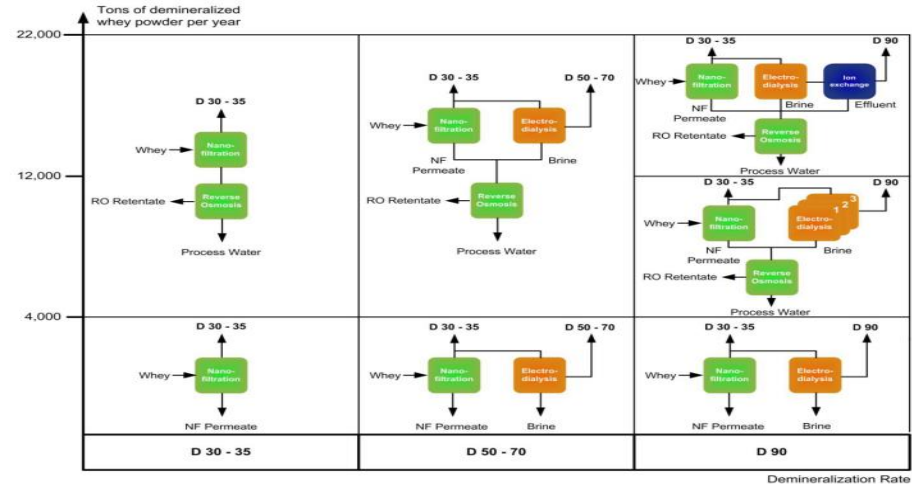 Tons of demineralized
whey powder per year
22,000
12,000
4,000
D 30 - 35
Whey
Nano-
filtration
RO Retentate
Reverse
Osmosis
Process Water
D 30 - 35
D 50 - 70
Whey
Nano-
filtration
Electro-
dialysis
NF
Permeate
Brine
RO Retentate
Reverse
Osmosis
Process Water
D 30 - 35
D 90
Whey
Nano-
filtration
Electro-
dialysis
Ion
exchange
NF
Permeate
Brine
Effluent
RO Retentate
Reverse
Osmosis
Process Water
D 30 - 35
D 90
Whey
Nano-
filtration
Electro-
dialysis
1
2
3
NF
Permeate
Brine
RO Retentate
Reverse
Osmosis
Process Water
D 30 - 35
Whey
Nano-
filtration
NF Permeate
D 30 - 35
D 50 - 70
Whey
Nano-
filtration
Electro-
dialysis
NF Permeate
Brine
D 30 - 35
D 90
Whey
Nano-
filtration
Electro-
dialysis
NF Permeate
Brine
D 30 - 35
D 50 - 70
D 90
Demineralization Rate